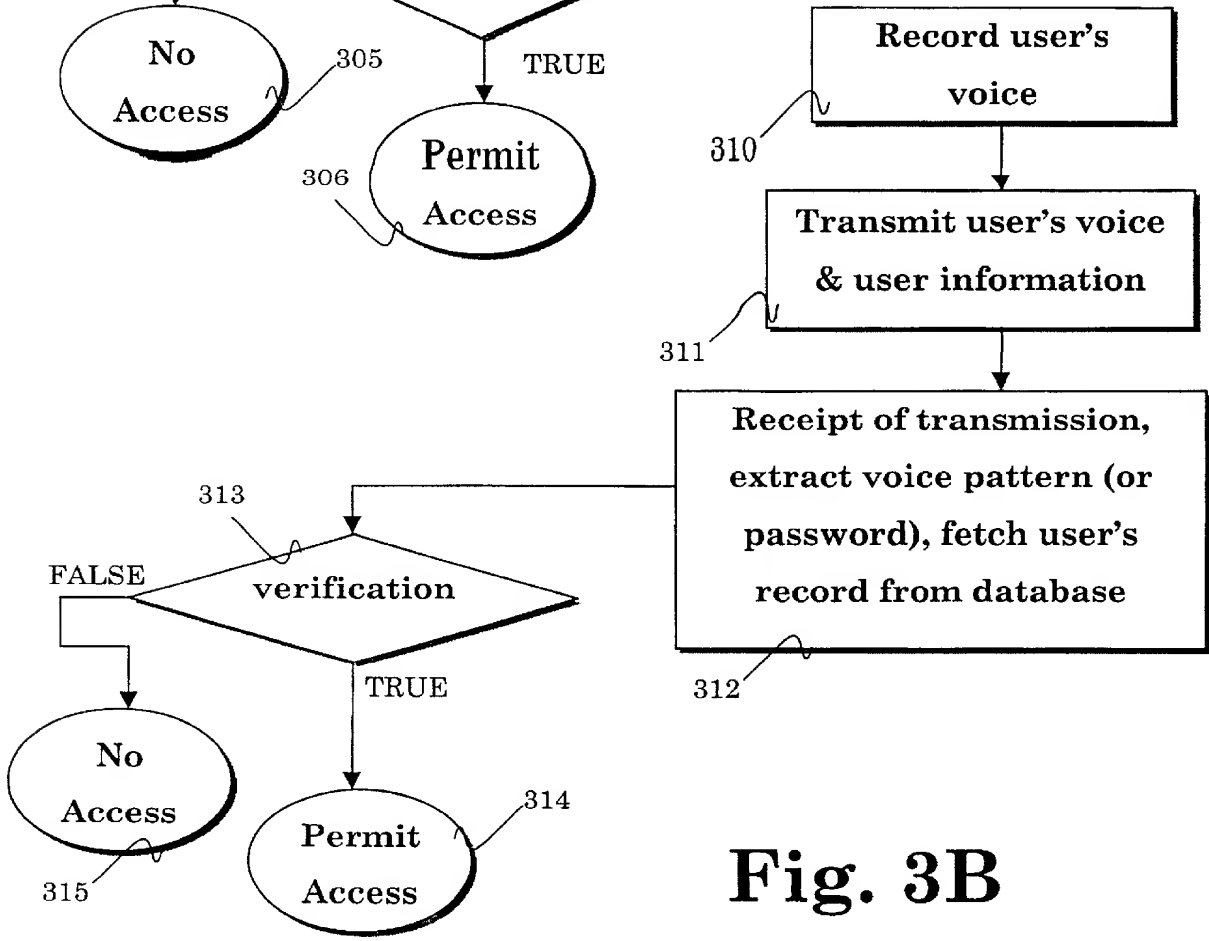 No
Access
305
TRUE
Permit
Access
306
Record user's
voice
310
Transmit user's voice
& user information
311
Receipt of transmission,
extract voice pattern (or
password), fetch user's
record from database
312
313
verification
FALSE
TRUE
No
Access
315
Permit
Access
314
Fig. 3B